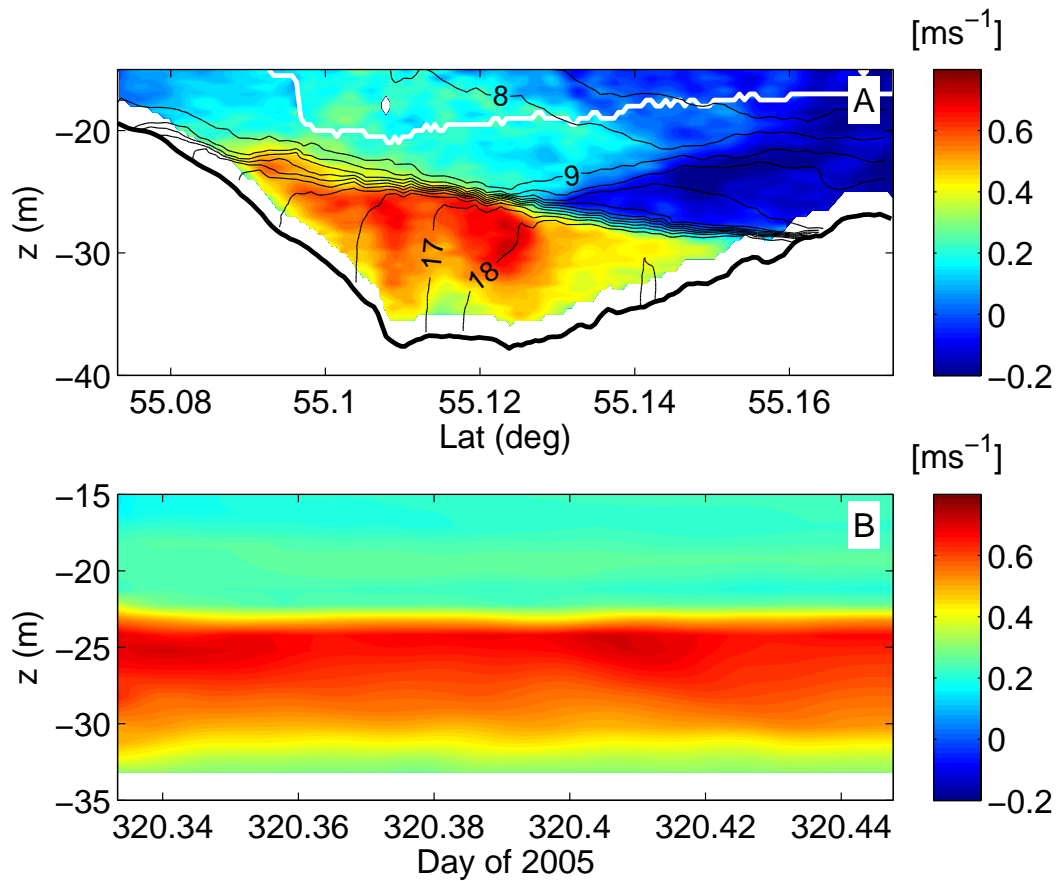 [ms−1]
A
8
9
17
18
−20
−30
−40
z (m)
55.08 55.1 55.12 55.14 55.16
Lat (deg)
0.6
0.4
0.2
0
−0.2
[ms−1]
B
−15
−20
−25
−30
−35
z (m)
320.34 320.36 320.38 320.4 320.42 320.44
Day of 2005
0.6
0.4
0.2
0
−0.2